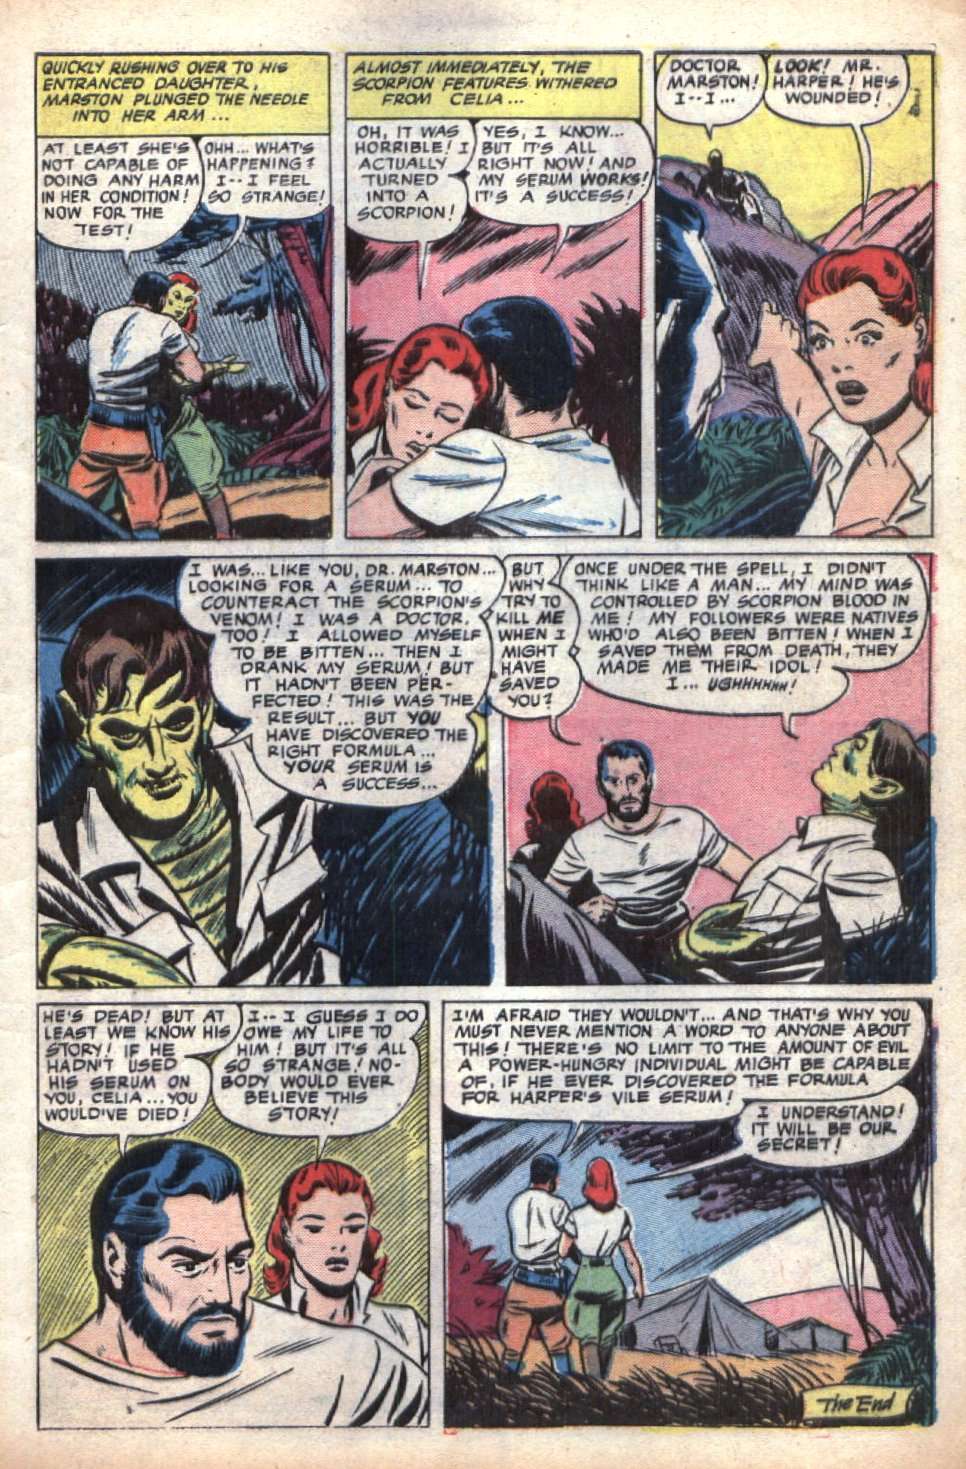 QUICKLY RUSHING OVER TO HIS
ENTRANCED DAUGHTER,
MARSTON PLUNGED THE NEEDLE
INTO HER ARM...
AT LEAST SHE'S
NOT CAPABLE OF
DOING ANY HARM
IN HER CONDITION!
NOW FOR THE
TEST!
OHH... WHAT'S
HAPPENING?
I-- I FEEL
SO STRANGE!
ALMOST IMMEDIATELY, THE
SCORPION FEATURES WITHERED
FROM CELIA...
OH, IT WAS
HORRIBLE! I
ACTUALLY
TURNED
INTO A
SCORPION!
YES, I KNOW...
BUT IT'S ALL
RIGHT NOW! AND
MY SERUM WORKS!
IT'S A SUCCESS!
DOCTOR
MARSTON!
I--I...
LOOK! MR.
HARPER! HE'S
WOUNDED!
I WAS... LIKE YOU, DR. MARSTON...
LOOKING FOR A SERUM... TO
COUNTERACT THE SCORPION'S
VENOM! I WAS A DOCTOR,
TOO! I ALLOWED MYSELF
TO BE BITTEN... THEN I
DRANK MY SERUM! BUT
IT HADN'T BEEN PER-
FECTED! THIS WAS THE
RESULT... BUT YOU
HAVE DISCOVERED THE
RIGHT FORMULA...
YOUR SERUM IS
A SUCCESS...
BUT
WHY
TRY TO
KILL ME
WHEN I
MIGHT
HAVE
SAVED
YOU?
ONCE UNDER THE SPELL, I DIDN'T
THINK LIKE A MAN... MY MIND WAS
CONTROLLED BY SCORPION BLOOD IN
ME! MY FOLLOWERS WERE NATIVES
WHO'D ALSO BEEN BITTEN! WHEN I
SAVED THEM FROM DEATH, THEY
MADE ME THEIR IDOL!
I... UGHHHHHH!
HE'S DEAD! BUT AT
LEAST WE KNOW HIS
STORY! IF HE
HADN'T USED
HIS SERUM ON
YOU, CELIA... YOU
WOULD'VE DIED!
I-- I GUESS I DO
OWE MY LIFE TO
HIM! BUT IT'S ALL
SO STRANGE! NO-
BODY WOULD EVER
BELIEVE THIS
STORY!
I'M AFRAID THEY WOULDN'T... AND THAT'S WHY YOU
MUST NEVER MENTION A WORD TO ANYONE ABOUT
THIS! THERE'S NO LIMIT TO THE AMOUNT OF EVIL
A POWER-HUNGRY INDIVIDUAL MIGHT BE CAPABLE
OF, IF HE EVER DISCOVERED THE FORMULA
FOR HARPER'S VILE SERUM!
I UNDERSTAND!
IT WILL BE OUR
SECRET!
The End